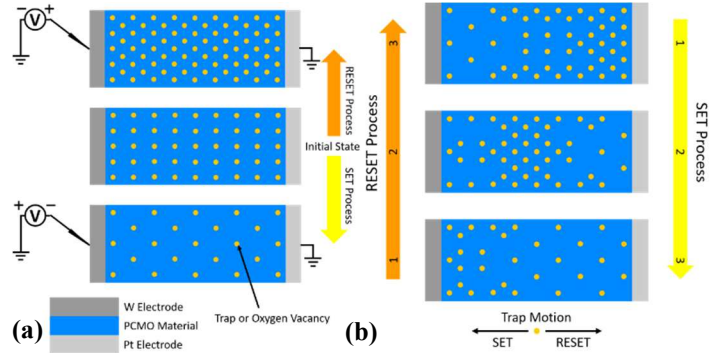 − +
V
RESET Process
Initial State
SET Process
+ −
V
Trap or Oxygen Vacancy
W Electrode
PCMO Material
Pt Electrode
(a)
RESET Process
3
2
1
SET Process
1
2
3
(b)
Trap Motion
SET
RESET